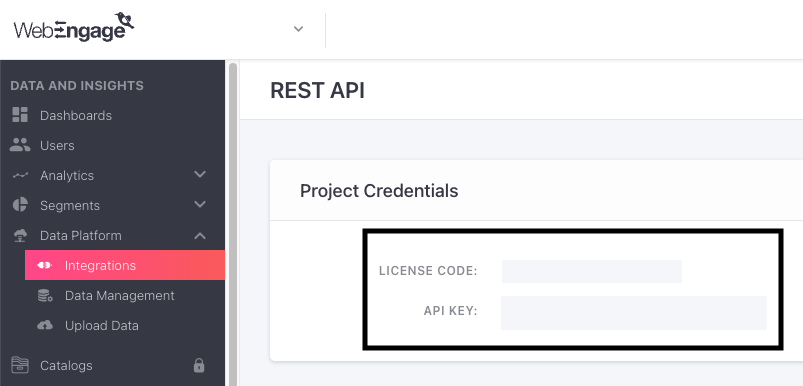 WebEngage
DATA AND INSIGHTS
Dashboards
Users
Analytics
Segments
Data Platform
Integrations
Data Management
Upload Data
Catalogs
REST API
Project Credentials
LICENSE CODE:
API KEY: